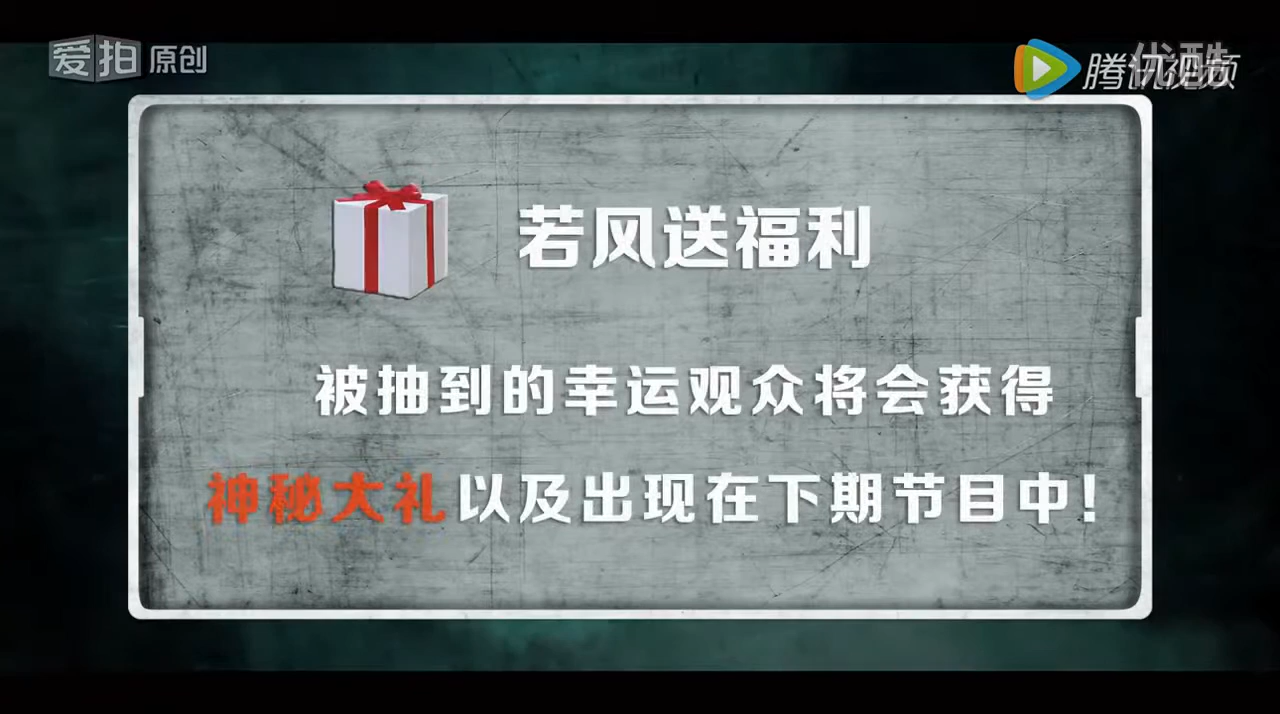 爱拍原创
优酷
腾讯视频
若风送福利
被抽到的幸运观众将会获得
神秘大礼以及出现在下期节目中!